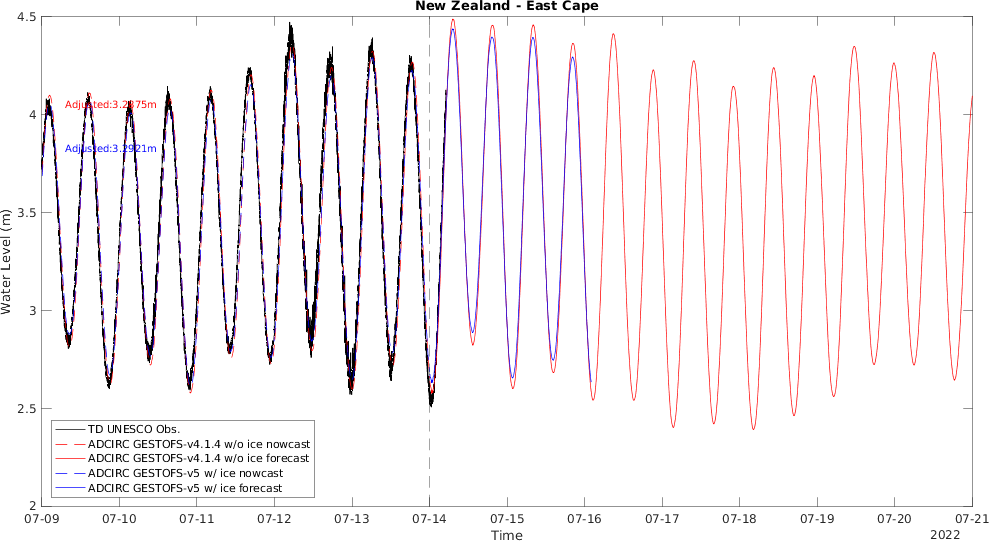 New Zealand - East Cape
4.5
4
3.5
3
2.5
2
Water Level (m)
Adjusted:3.2875m
Adjusted:3.2921m
TD UNESCO Obs.
ADCIRC GESTOFS-v4.1.4 w/o ice nowcast
ADCIRC GESTOFS-v4.1.4 w/o ice forecast
ADCIRC GESTOFS-v5 w/ ice nowcast
ADCIRC GESTOFS-v5 w/ ice forecast
07-09 07-10 07-11 07-12 07-13 07-14 07-15 07-16 07-17 07-18 07-19 07-20 07-21
Time
2022